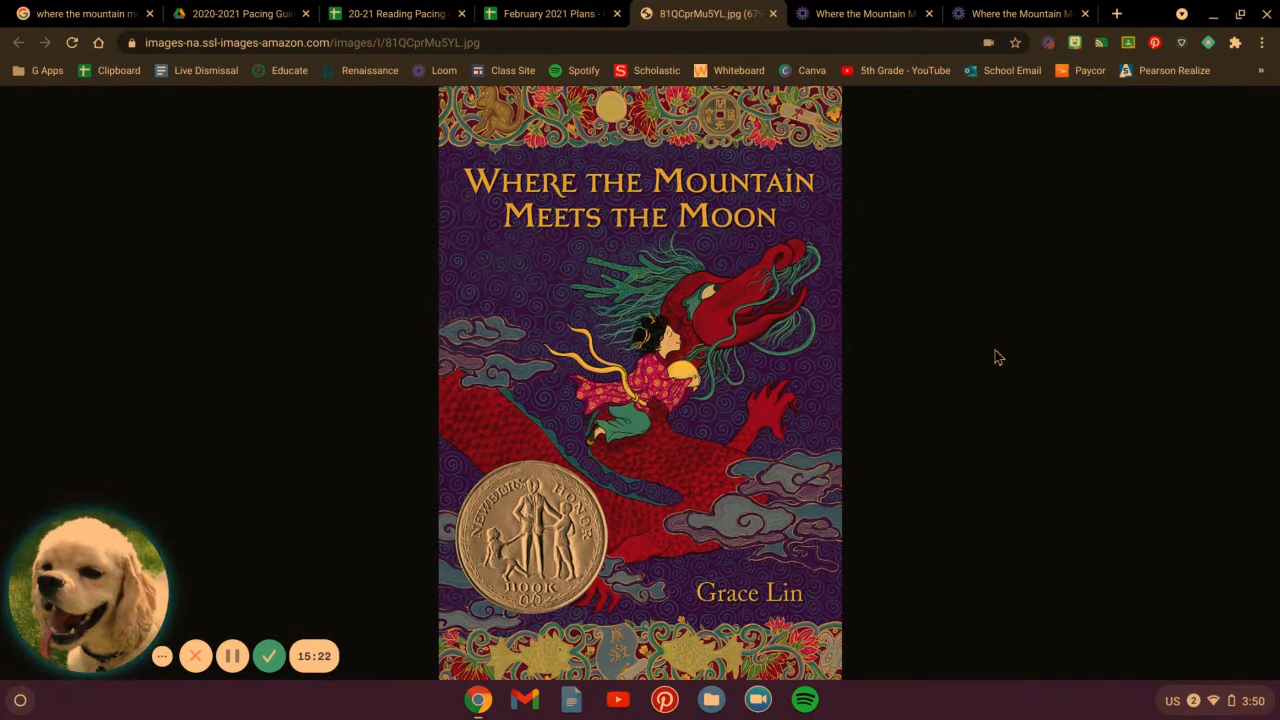 where the mountain m
2020-2021 Pacing Gui
20-21 Reading Pacing
February 2021 Plans -
81QCprMu5YL.jpg (67
Where the Mountain M
Where the Mountain M
images-na.ssl-images-amazon.com/images/I/81QCprMu5YL.jpg
G Apps
Clipboard
Live Dismissal
Educate
Renaissance
Loom
Class Site
Spotify
Scholastic
Whiteboard
Canva
5th Grade - YouTube
School Email
Paycor
Pearson Realize
»
WHERE THE MOUNTAIN
MEETS THE MOON
NEWBERY HONOR
BOOK
Grace Lin
15:22
US 2 3:50